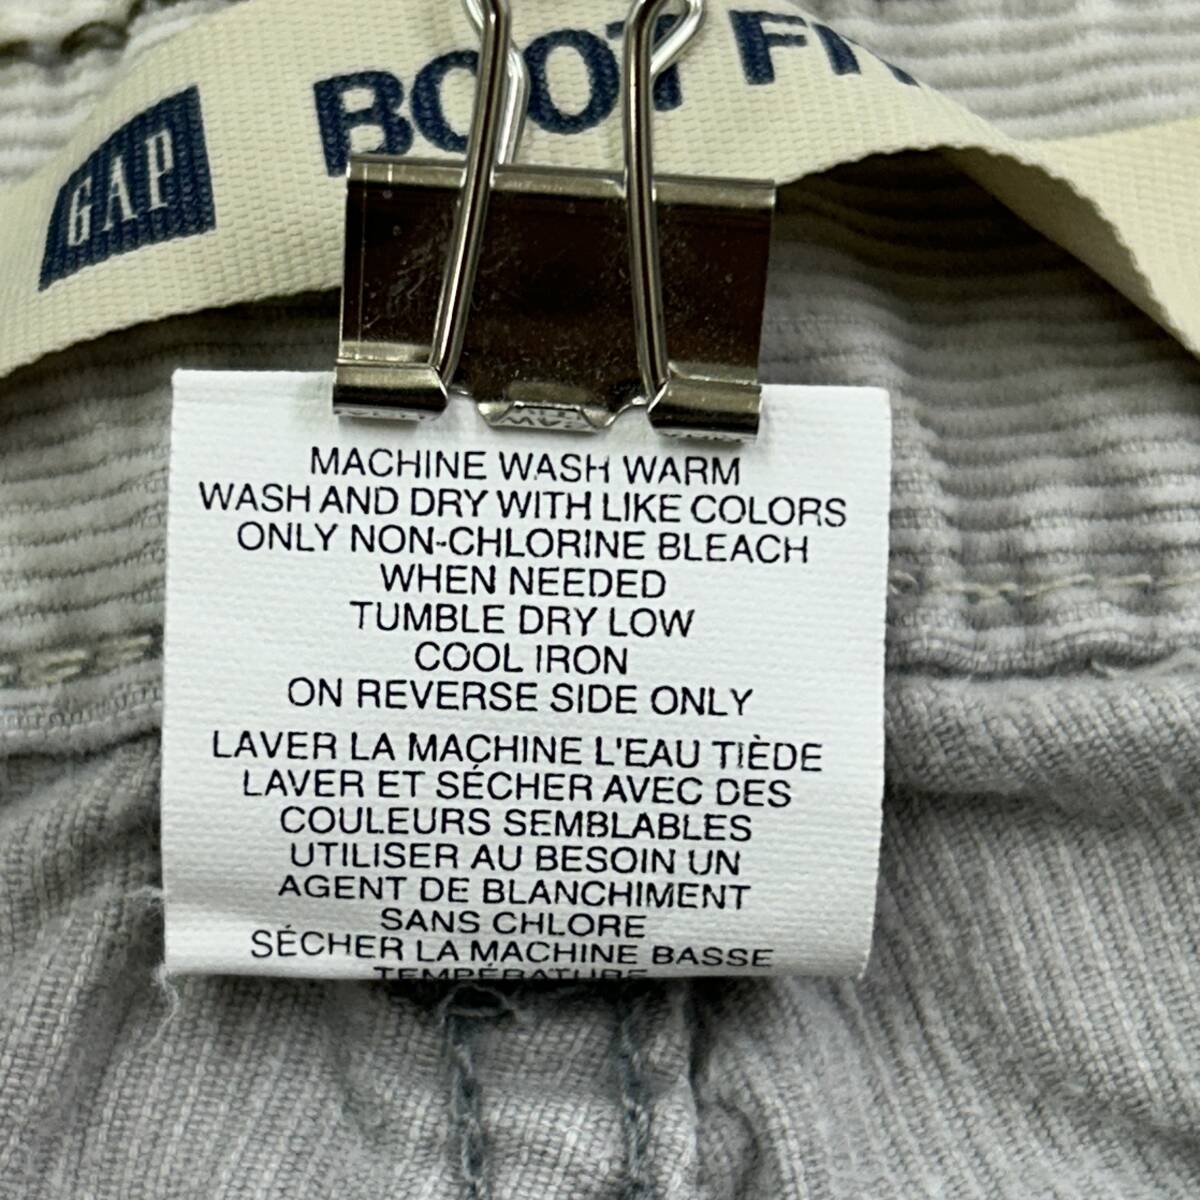 GAP BOOT FIT
MACHINE WASH WARM
WASH AND DRY WITH LIKE COLORS
ONLY NON-CHLORINE BLEACH
WHEN NEEDED
TUMBLE DRY LOW
COOL IRON
ON REVERSE SIDE ONLY
LAVER LA MACHINE L'EAU TIÈDE
LAVER ET SÉCHER AVEC DES
COULEURS SEMBLABLES
UTILISER AU BESOIN UN
AGENT DE BLANCHIMENT
SANS CHLORE
SÉCHER LA MACHINE BASSE
TEMPÉRATURE